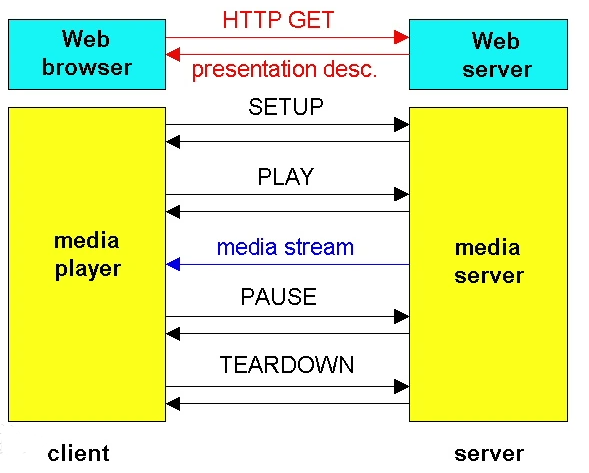 HTTP GET
Web
browser
Web
server
presentation desc.
SETUP
PLAY
media
player
media stream
media
server
PAUSE
TEARDOWN
client
server